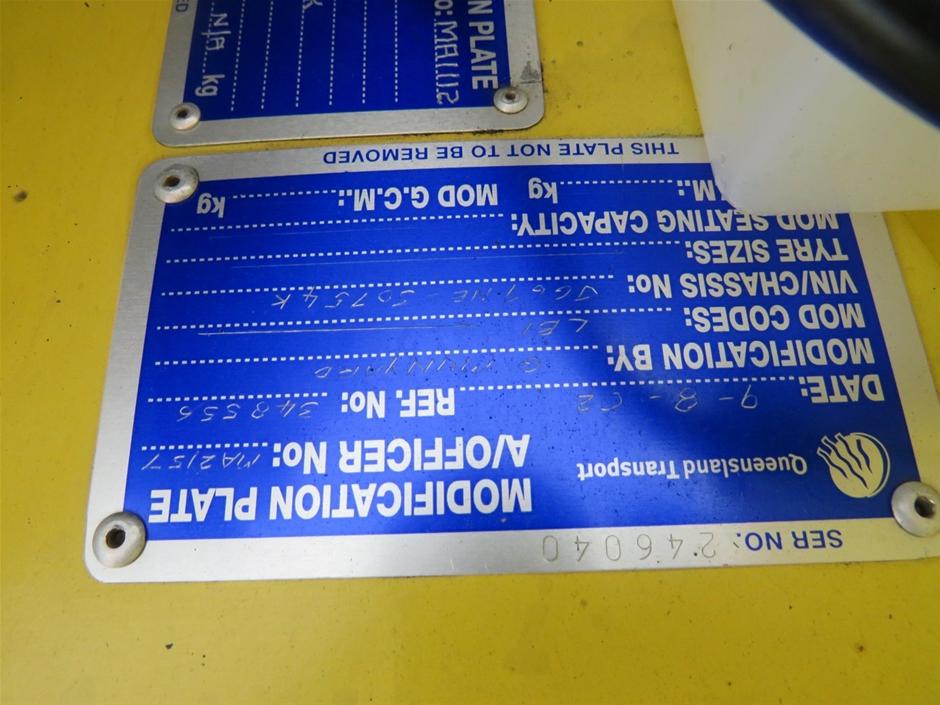 SER NO. 246040
Queensland Transport
MODIFICATION PLATE
A/OFFICER No: MA2157
DATE: 9-8-02 REF. No: 348556
MODIFICATION BY:
MOD CODES: LB1
VIN/CHASSIS No:
TYRE SIZES:
MOD SEATING CAPACITY:
M.: kg MOD G.C.M.: kg
THIS PLATE NOT TO BE REMOVED
N PLATE
o:
N/A kg